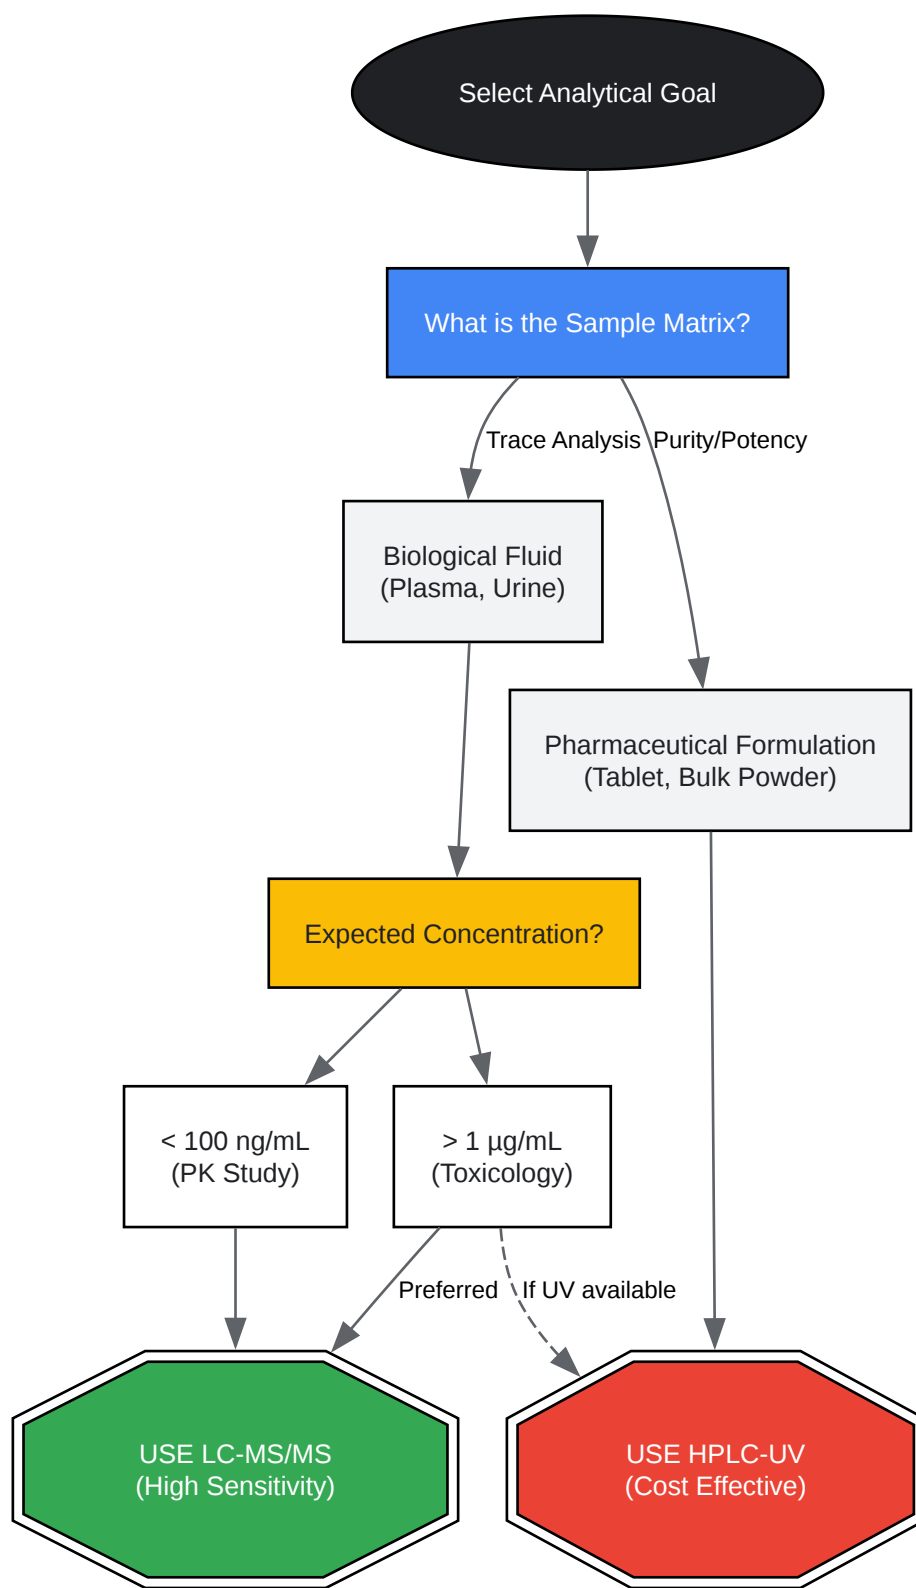 Select Analytical Goal
What is the Sample Matrix?
Trace Analysis
Purity/Potency
Biological Fluid
(Plasma, Urine)
Pharmaceutical Formulation
(Tablet, Bulk Powder)
Expected Concentration?
< 100 ng/mL
(PK Study)
> 1 µg/mL
(Toxicology)
Preferred
If UV available
USE LC-MS/MS
(High Sensitivity)
USE HPLC-UV
(Cost Effective)